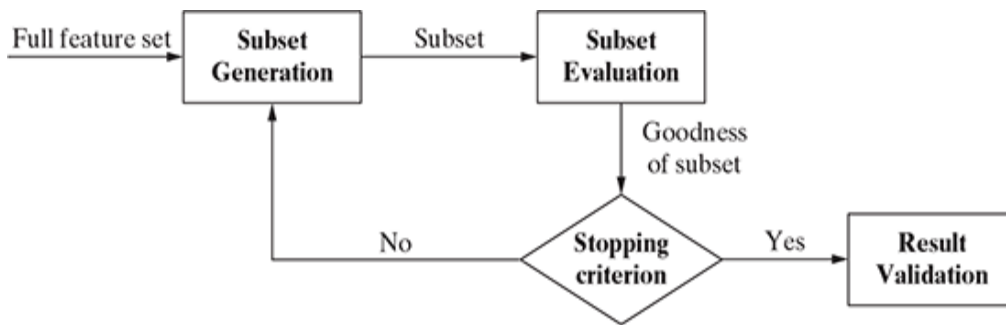 Full feature set
Subset
Generation
Subset
Subset
Evaluation
Goodness
of subset
No
Stopping
criterion
Yes
Result
Validation